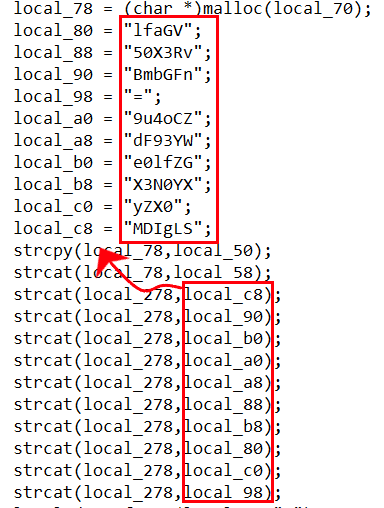 local_78 = (char *)malloc(local_70);
local_80 = "lfaGV";
local_88 = "50X3Rv";
local_90 = "BmbGFn";
local_98 = "=";
local_a0 = "9u4oCZ";
local_a8 = "dF93YW";
local_b0 = "e0lfZG";
local_b8 = "X3N0YX";
local_c0 = "yZX0";
local_c8 = "MDIgLS";
strcpy(local_78,local_50);
strcat(local_78,local_58);
strcat(local_278,local_c8);
strcat(local_278,local_90);
strcat(local_278,local_b0);
strcat(local_278,local_a0);
strcat(local_278,local_a8);
strcat(local_278,local_88);
strcat(local_278,local_b8);
strcat(local_278,local_80);
strcat(local_278,local_c0);
strcat(local_278,local_98);